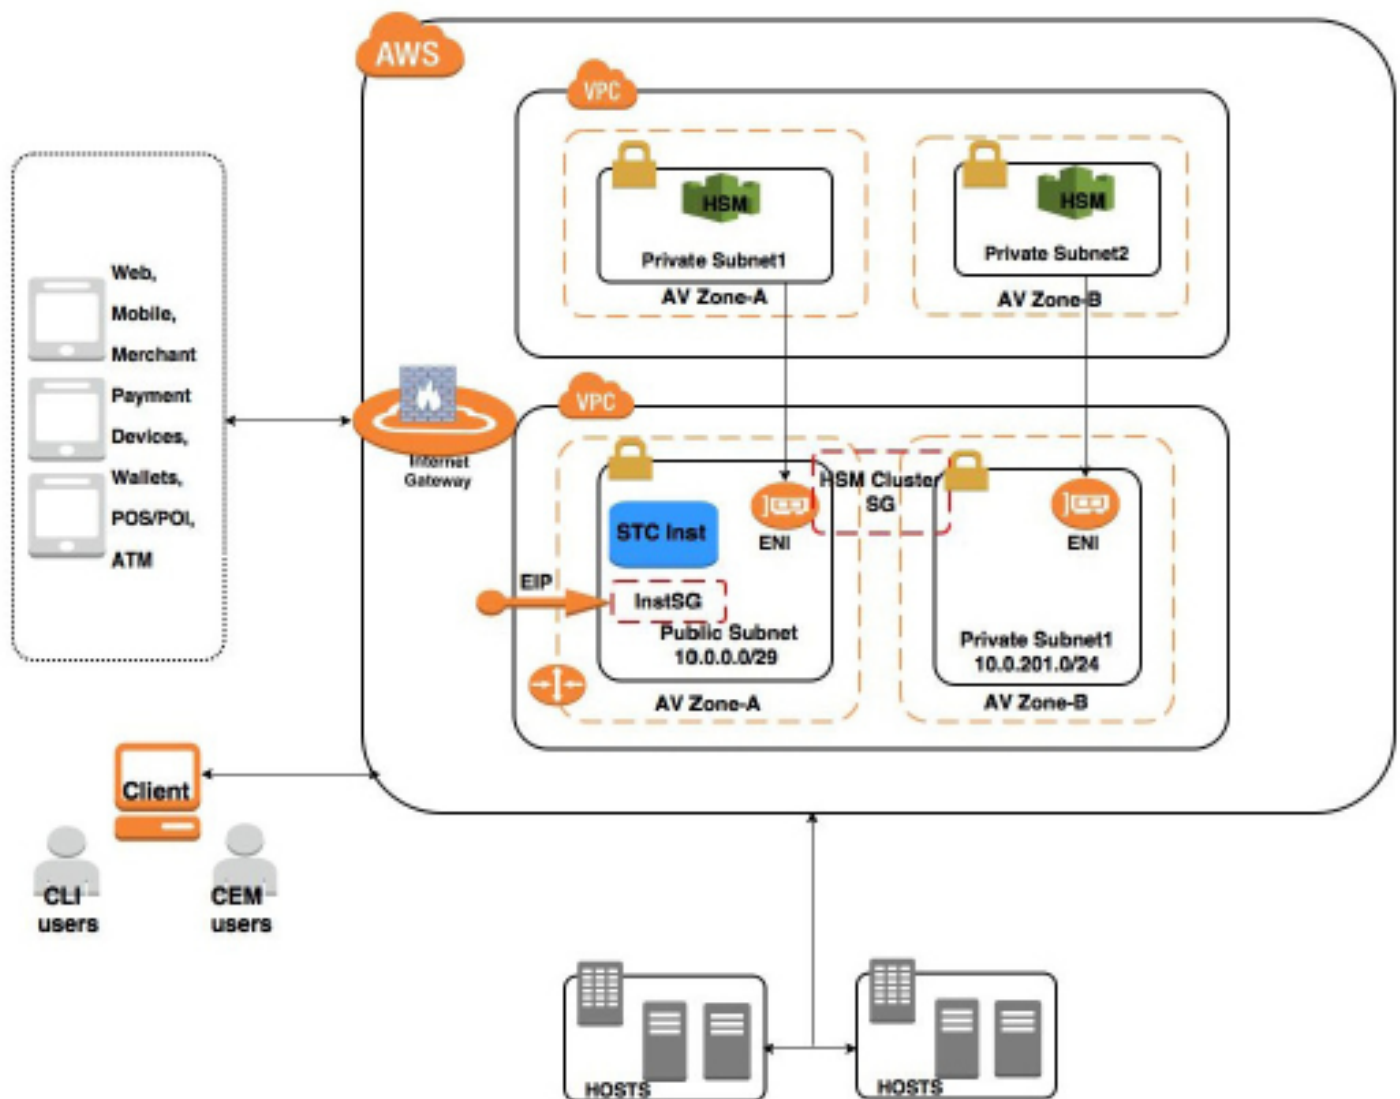 AWS
VPC
HSM
HSM
Private Subnet1
Private Subnet2
AV Zone-A
AV Zone-B
Web,
Mobile,
Merchant
Payment
Devices,
Wallets,
POS/POI,
ATM
Internet
Gateway
VPC
HSM Cluster
SG
STC Inst
ENI
ENI
EIP
InstSG
Public Subnet
10.0.0.0/29
Private Subnet1
10.0.201.0/24
AV Zone-A
AV Zone-B
Client
CLI
users
CEM
users
HOSTS
HOSTS